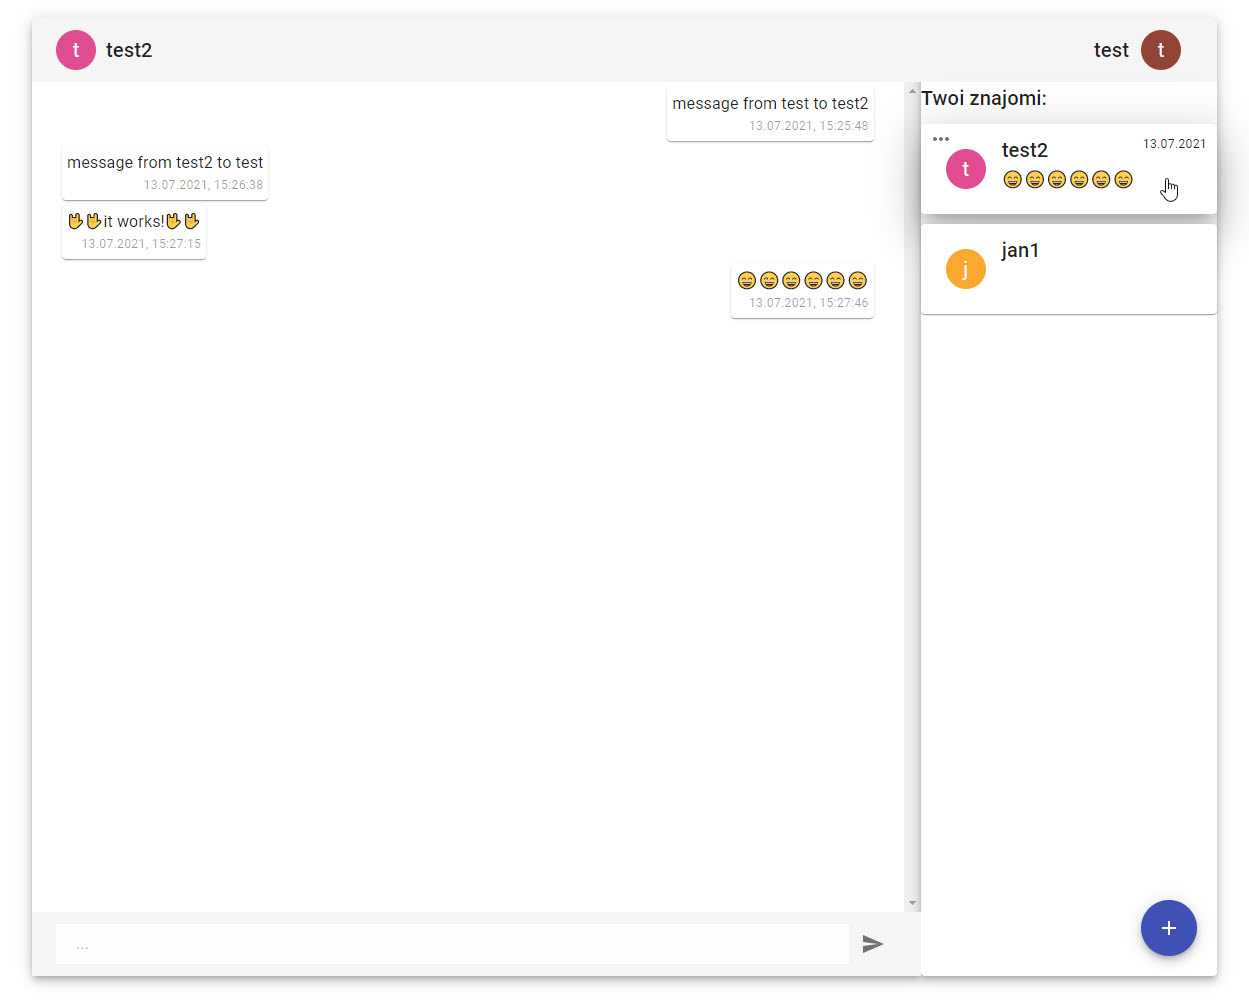 t test2
test t
message from test to test2
13.07.2021, 15:25:48
message from test2 to test
13.07.2021, 15:26:38
🤟🤟it works!🤟🤟
13.07.2021, 15:27:15
😄😄😄😄😄😄
13.07.2021, 15:27:46
...
Twoi znajomi:
t test2 13.07.2021
😄😄😄😄😄😄
j jan1
+